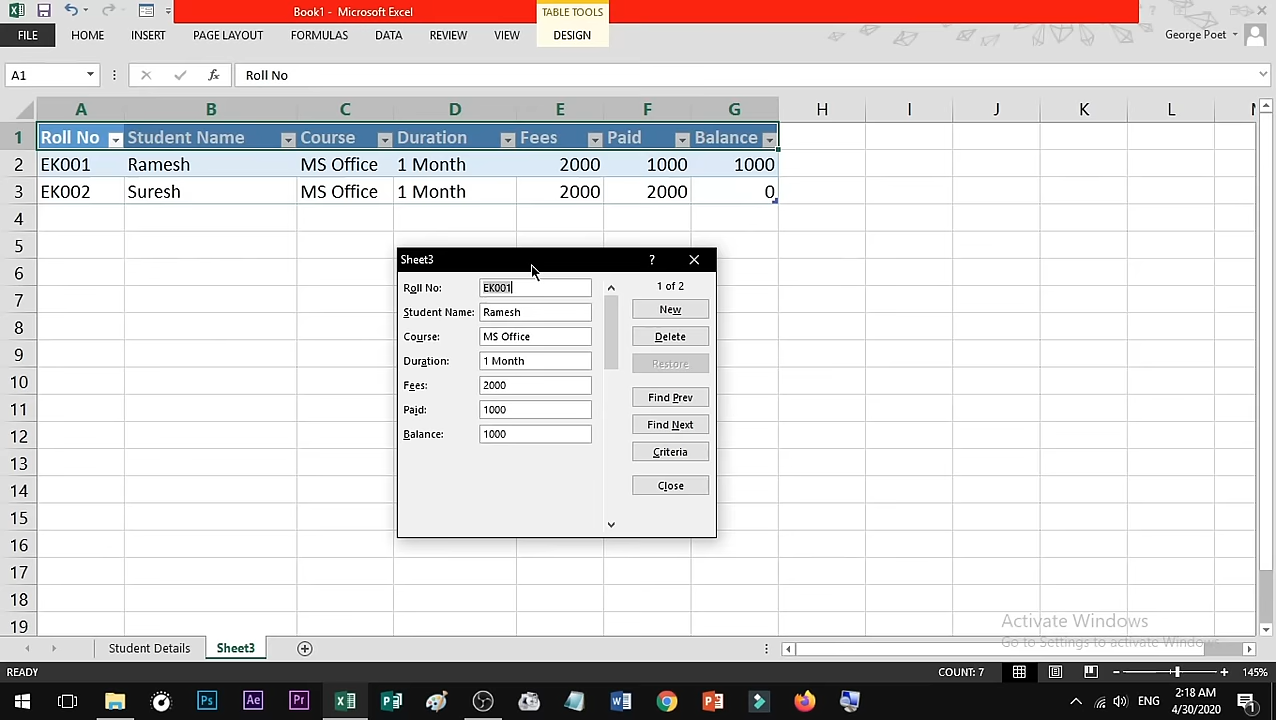 Book1 - Microsoft Excel
TABLE TOOLS
FILE HOME INSERT PAGE LAYOUT FORMULAS DATA REVIEW VIEW DESIGN
George Poet
A1 fx Roll No
A B C D E F G H I J K L
1 Roll No Student Name Course Duration Fees Paid Balance
2 EK001 Ramesh MS Office 1 Month 2000 1000 1000
3 EK002 Suresh MS Office 1 Month 2000 2000 0
4
5
6
7
8
9
10
11
12
13
14
15
16
17
18
19
Sheet3 ?
Roll No: EK001 1 of 2
New
Student Name: Ramesh
Course: MS Office Delete
Duration: 1 Month Restore
Fees: 2000
Find Prev
Paid: 1000
Find Next
Balance: 1000
Criteria
Close
Activate Windows
Go to Settings to activate Windows.
Student Details Sheet3
READY COUNT: 7 145%
Ps Ae Pr
ENG
2:18 AM
4/30/2020
1